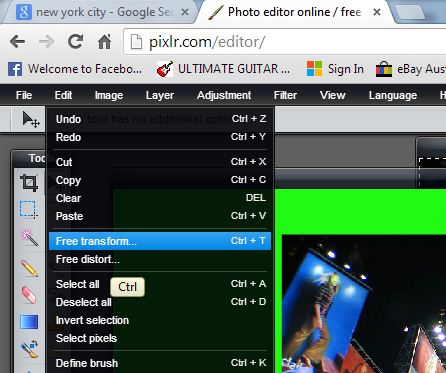 new york city - Google Sea
Photo editor online / free
pixlr.com/editor/
Welcome to Facebo...
ULTIMATE GUITAR ...
Sign In
eBay Aust
File
Edit
Image
Layer
Adjustment
Filter
View
Language
H
tool has no additional optio
Tools
Undo Ctrl + Z
Redo Ctrl + Y
Cut Ctrl + X
Copy Ctrl + C
Clear DEL
Paste Ctrl + V
Free transform... Ctrl + T
Free distort...
Select all Ctrl + A
Ctrl
Deselect all Ctrl + D
Invert selection
Select pixels
Define brush Ctrl + K